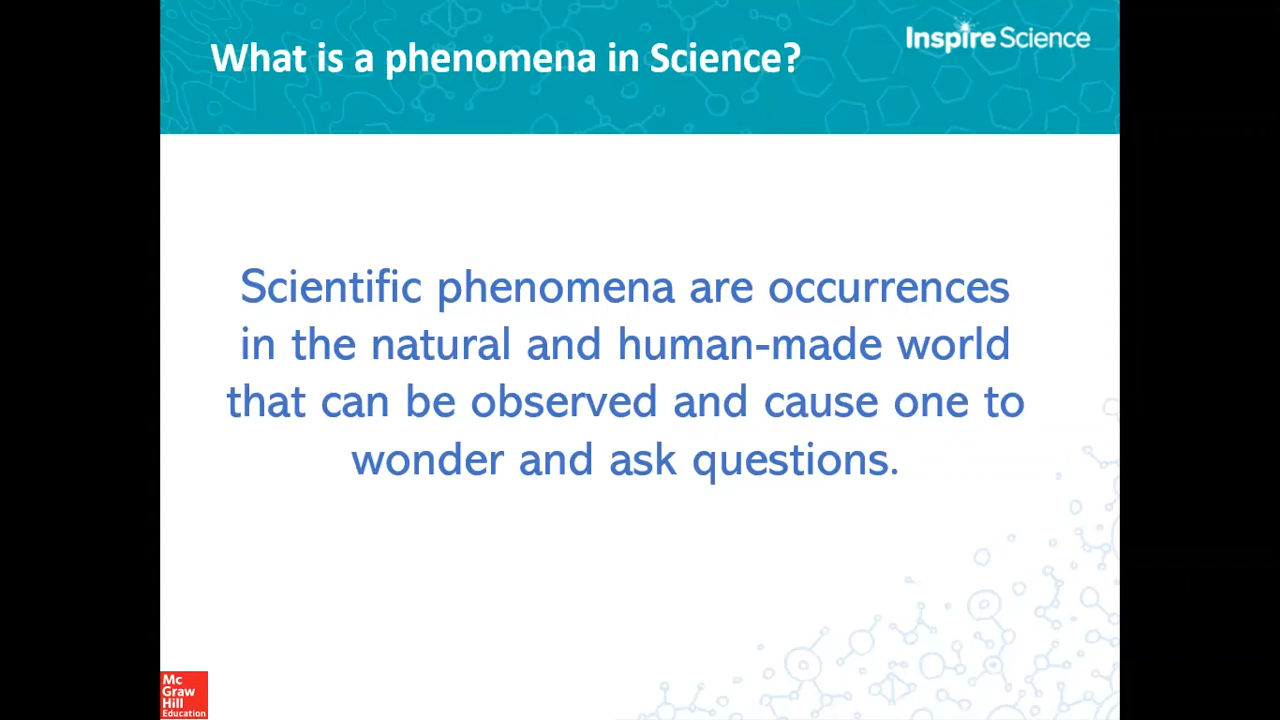 What is a phenomena in Science?
Inspire Science
Scientific phenomena are occurrences
in the natural and human-made world
that can be observed and cause one to
wonder and ask questions.
Mc
Graw
Hill
Education